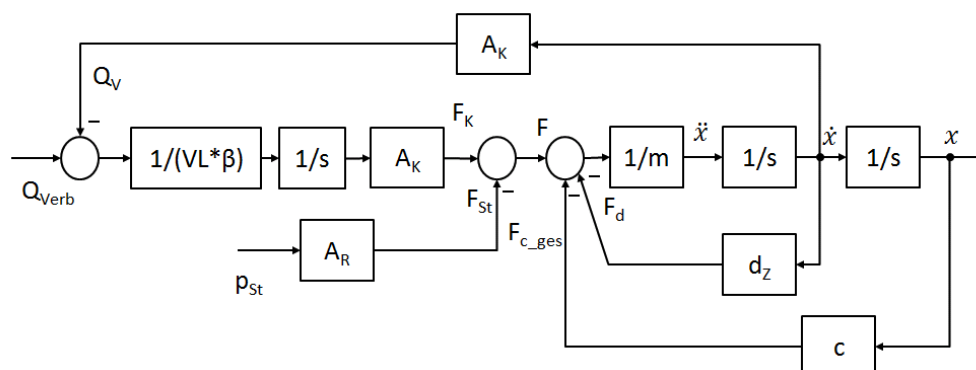 A_K
Q_V
−
F_K
F
ẍ
ẋ
x
1/(VL*β)
1/s
A_K
1/m
1/s
1/s
Q_Verb
−
−
−
F_St
F_d
F_c_ges
A_R
d_Z
p_St
c